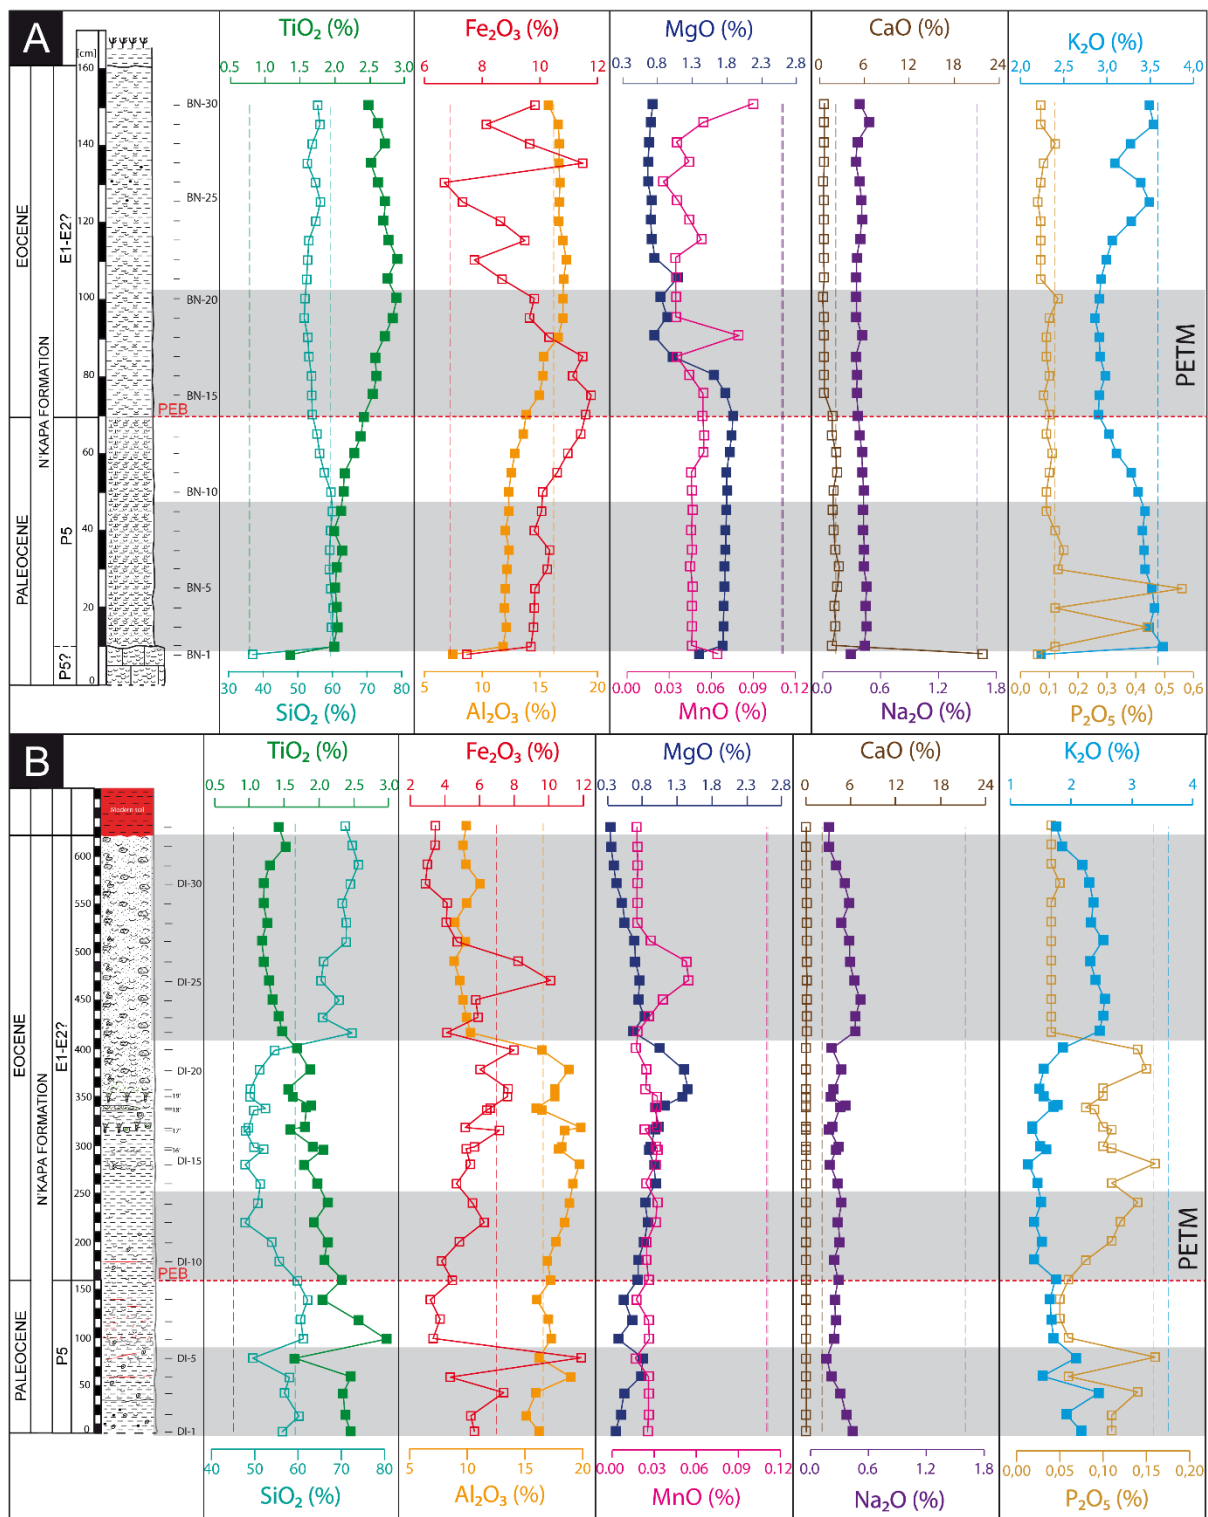 A
TiO₂ (%)
Fe₂O₃ (%)
MgO (%)
CaO (%)
K₂O (%)
0.5 1.0 1.5 2.0 2.5 3.0
6 8 10 12
0.3 0.8 1.3 1.8 2.3 2.8
0 6 12 18 24
2,0 2,5 3,0 3,5 4,0
[cm]
160
BN-30
140
BN-25
120
EOCENE
E1-E2?
100
BN-20
PETM
N'KAPA FORMATION
80
BN-15
PEB
60
BN-10
PALEOCENE
P5
40
BN-5
20
P5?
BN-1
0
30 40 50 60 70 80
5 10 15 20
0.00 0.03 0.06 0.09 0.12
0.0 0.6 1.2 1.8
0,0 0,1 0,2 0,3 0,4 0,5 0,6
SiO₂ (%)
Al₂O₃ (%)
MnO (%)
Na₂O (%)
P₂O₅ (%)
B
TiO₂ (%)
Fe₂O₃ (%)
MgO (%)
CaO (%)
K₂O (%)
0.5 1.0 1.5 2.0 2.5 3.0
2 4 6 8 10 12
0.3 0.8 1.3 1.8 2.3 2.8
0 6 12 18 24
1 2 3 4
Modern soil
600
DI-30
550
500
DI-25
450
EOCENE
E1-E2?
400
DI-20
350
19'
18'
17'
300
16'
DI-15
N'KAPA FORMATION
250
PETM
200
DI-10
PEB
150
PALEOCENE
P5
100
DI-5
50
0
DI-1
40 50 60 70 80
5 10 15 20
0.00 0.03 0.06 0.09 0.12
0.0 0.6 1.2 1.8
0,00 0,05 0,10 0,15 0,20
SiO₂ (%)
Al₂O₃ (%)
MnO (%)
Na₂O (%)
P₂O₅ (%)